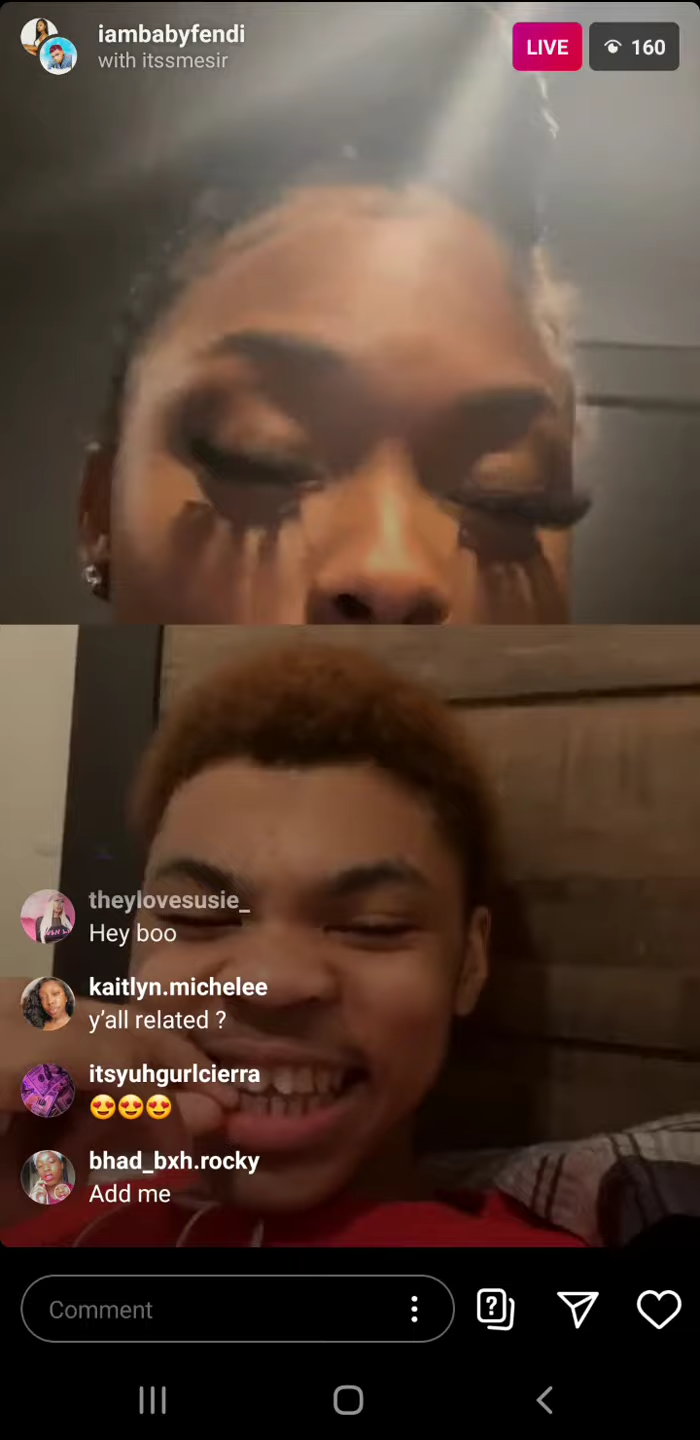 iambabyfendi
with itssmesir
LIVE
160
theylovesusie_
Hey boo
kaitlyn.michelee
y'all related ?
itsyuhgurlcierra
😍😍😍
bhad_bxh.rocky
Add me
Comment